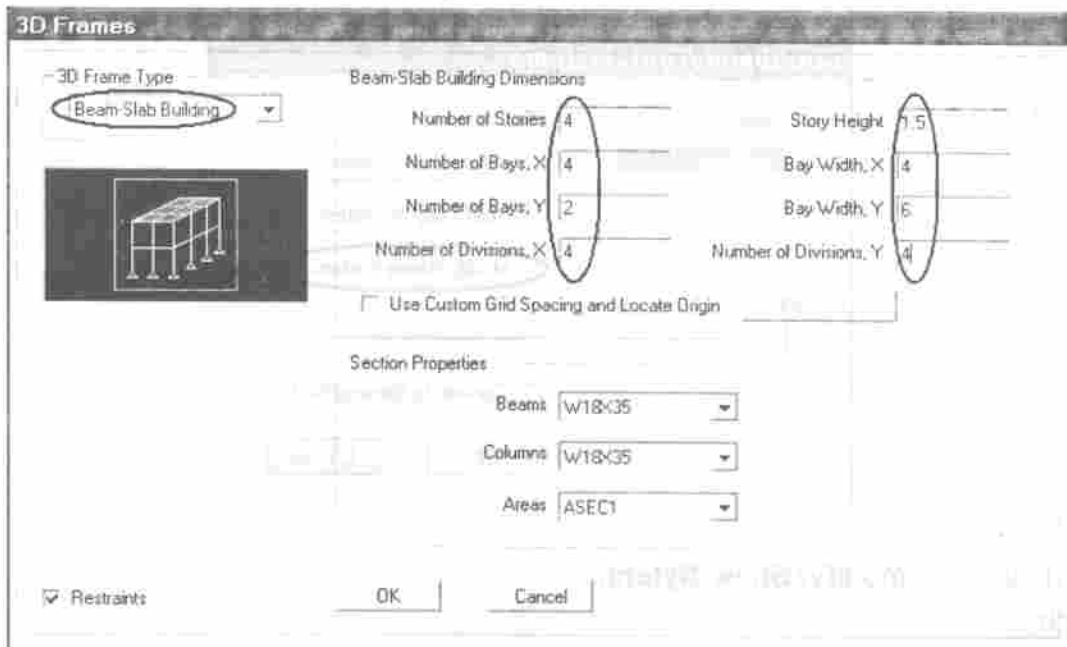 3D Frames
3D Frame Type
Beam-Slab Building
Beam-Slab Building Dimensions
Number of Stories 4
Story Height 1.5
Number of Bays, X 4
Bay Width, X 4
Number of Bays, Y 2
Bay Width, Y 6
Number of Divisions, X 4
Number of Divisions, Y 4
Use Custom Grid Spacing and Locate Origin
Section Properties
Beams W18X35
Columns W18X35
Areas ASEC1
Restraints
OK
Cancel